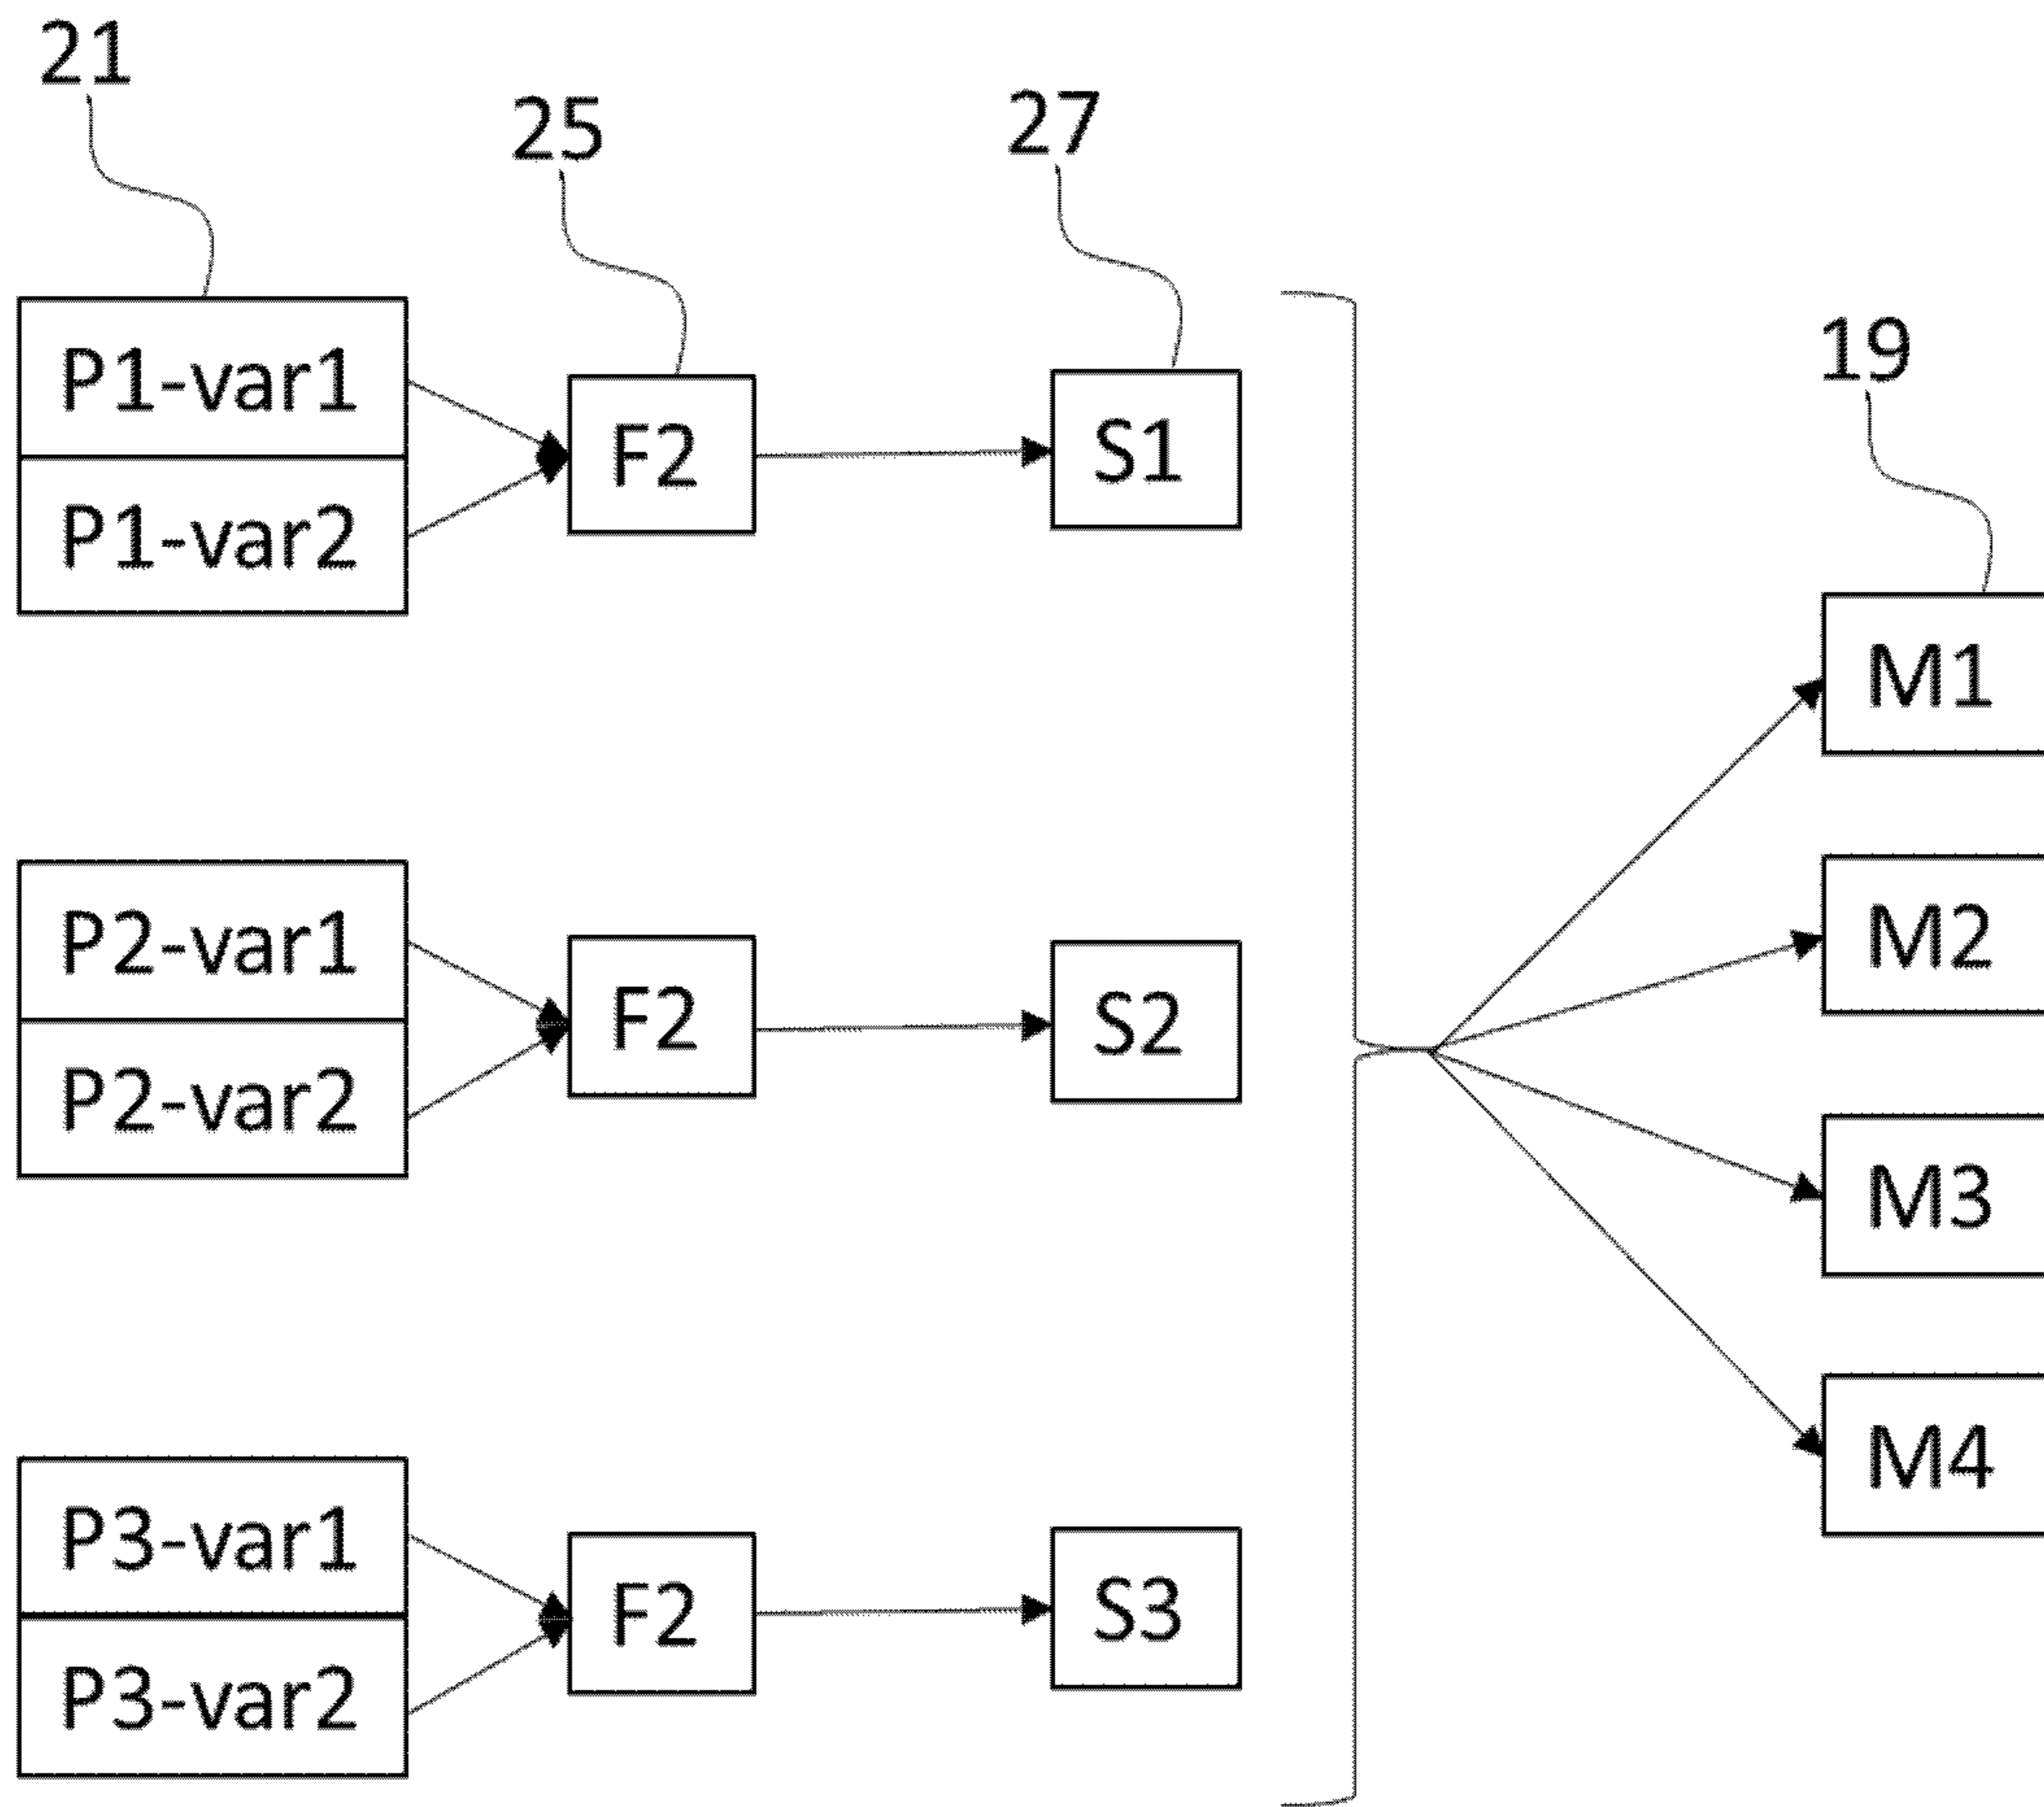 21
25
27
19
P1-var1
P1-var2
F2
S1
M1
P2-var1
P2-var2
F2
S2
M2
M3
P3-var1
P3-var2
F2
S3
M4